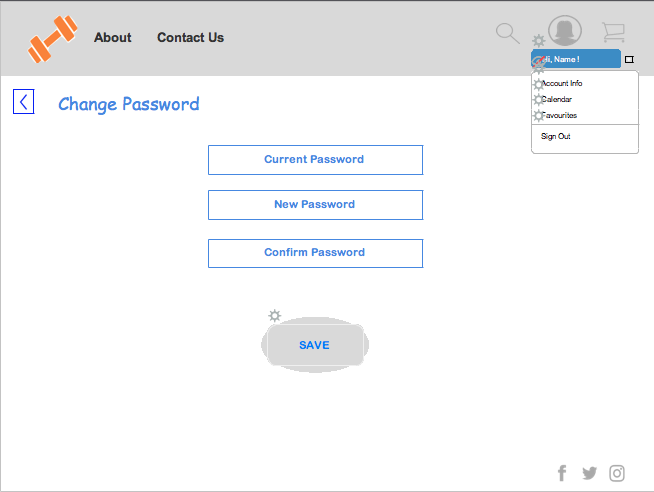 About
Contact Us
Hi, Name !
Account Info
Calendar
Favourites
Sign Out
Change Password
Current Password
New Password
Confirm Password
SAVE